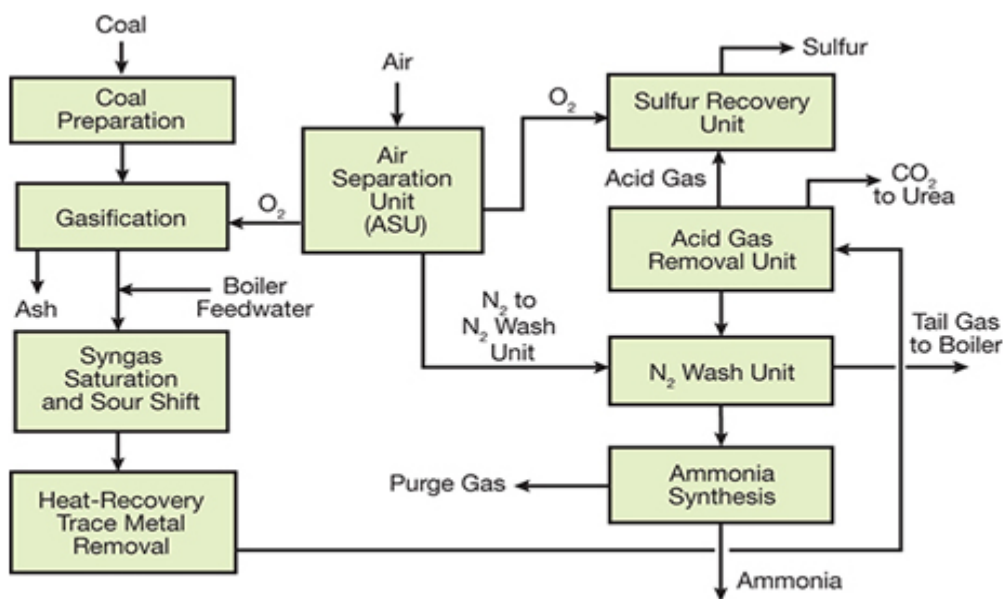 Coal
Coal
Preparation
Gasification
Ash
Boiler
Feedwater
Syngas
Saturation
and Sour Shift
Heat-Recovery
Trace Metal
Removal
Air
Air
Separation
Unit
(ASU)
O₂
O₂
N₂ to
N₂ Wash
Unit
Sulfur
Sulfur Recovery
Unit
Acid Gas
CO₂
to Urea
Acid Gas
Removal Unit
Tail Gas
to Boiler
N₂ Wash Unit
Ammonia
Synthesis
Purge Gas
Ammonia